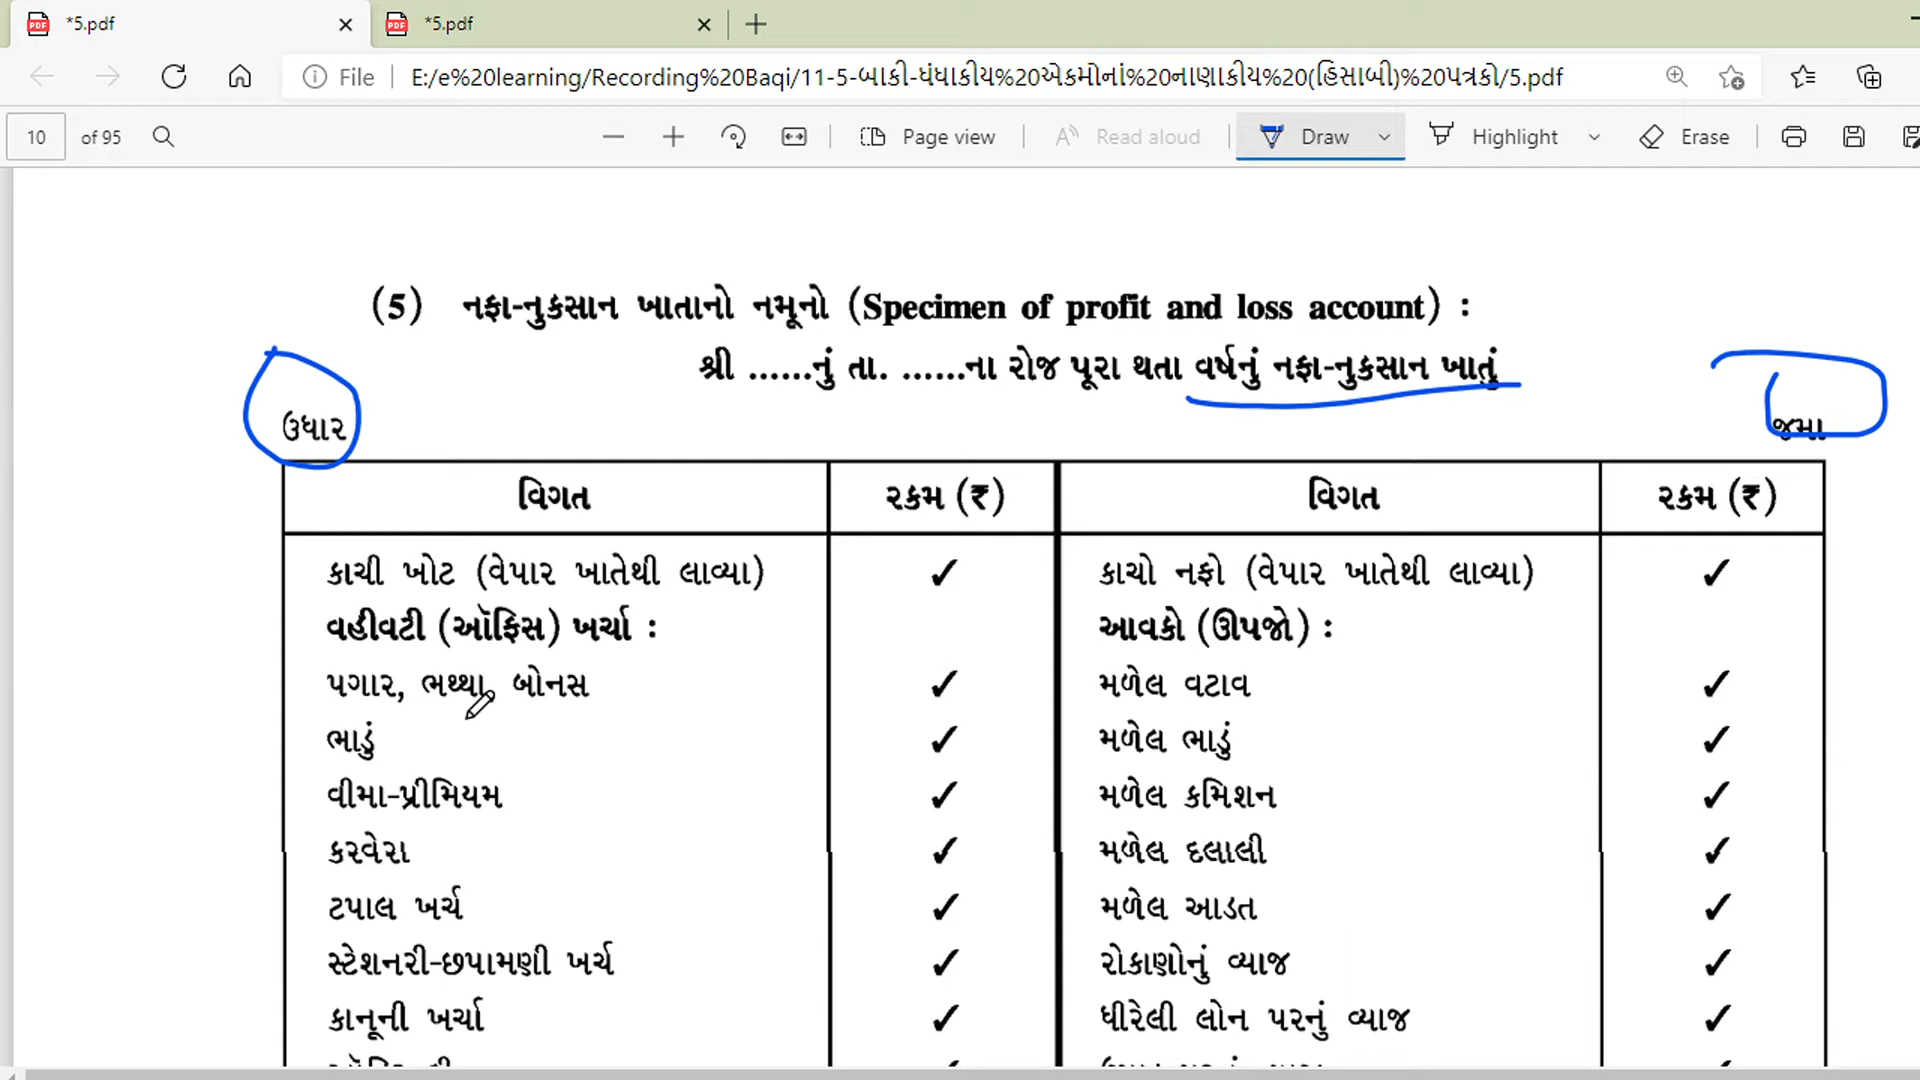 *5.pdf
*5.pdf
File
E:/e%20learning/Recording%20Baqi/11-5-બાકી-ધંધાકીય%20એકમોનાં%20નાણાકીય%20(હિસાબી)%20પત્રકો/5.pdf
10 of 95
Page view
Read aloud
Draw
Highlight
Erase
(5) નફા-નુકસાન ખાતાનો નમૂનો (Specimen of profit and loss account) :
શ્રી ......નું તા. ......ના રોજ પૂરા થતા વર્ષનું નફા-નુકસાન ખાતું
ઉધાર
જમા
વિગત રકમ (₹) વિગત રકમ (₹)
કાચી ખોટ (વેપાર ખાતેથી લાવ્યા) ✓ કાચો નફો (વેપાર ખાતેથી લાવ્યા) ✓
વહીવટી (ઑફિસ) ખર્ચા : આવકો (ઊપજો) :
પગાર, ભથ્થા, બોનસ ✓ મળેલ વટાવ ✓
ભાડું ✓ મળેલ ભાડું ✓
વીમા-પ્રીમિયમ ✓ મળેલ કમિશન ✓
કરવેરા ✓ મળેલ દલાલી ✓
ટપાલ ખર્ચ ✓ મળેલ આડત ✓
સ્ટેશનરી-છપામણી ખર્ચ ✓ રોકાણોનું વ્યાજ ✓
કાનૂની ખર્ચા ✓ ધીરેલી લોન પરનું વ્યાજ ✓